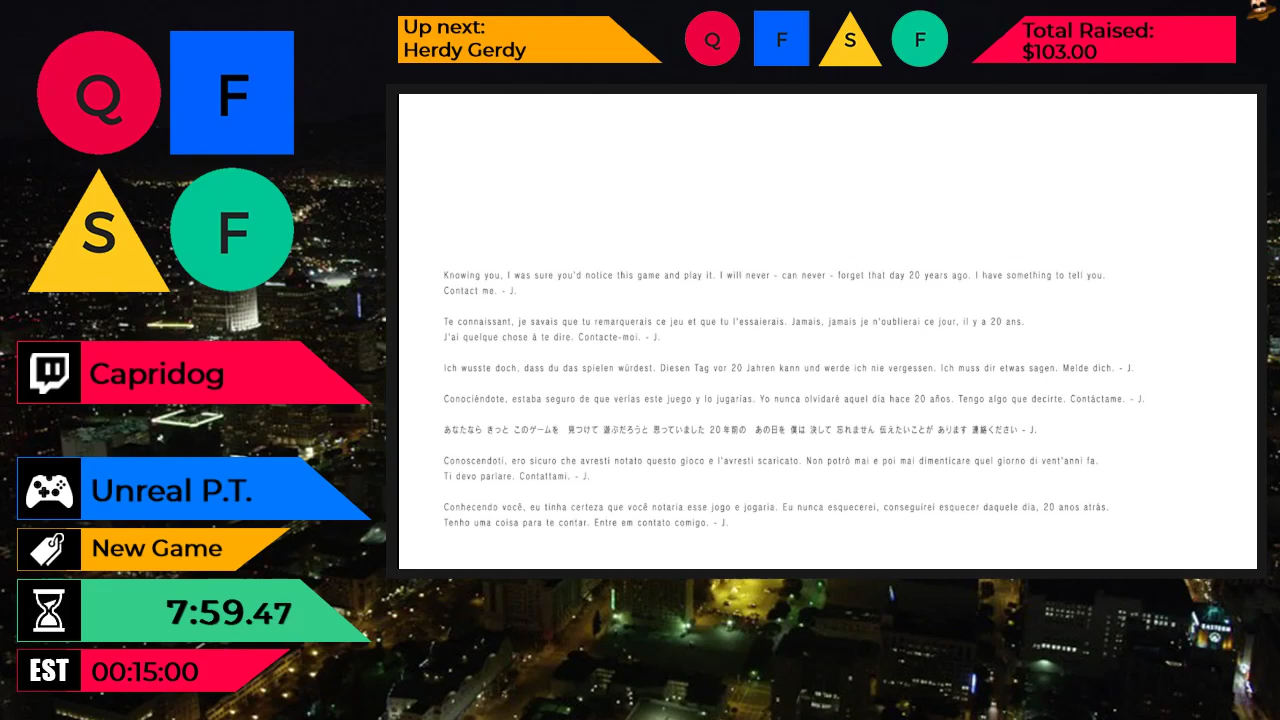 Q
F
S
F
Capridog
Unreal P.T.
New Game
7:59.47
EST
00:15:00
Up next:
Herdy Gerdy
Q
F
S
F
Total Raised:
$103.00
Knowing you, I was sure you'd notice this game and play it. I will never - can never - forget that day 20 years ago. I have something to tell you.
Contact me. - J.
Te connaissant, je savais que tu remarquerais ce jeu et que tu l'essaierais. Jamais, jamais je n'oublierai ce jour, il y a 20 ans.
J'ai quelque chose à te dire. Contacte-moi. - J.
Ich wusste doch, dass du das spielen würdest. Diesen Tag vor 20 Jahren kann und werde ich nie vergessen. Ich muss dir etwas sagen. Melde dich. - J.
Conociéndote, estaba seguro de que verías este juego y lo jugarías. Yo nunca olvidaré aquel día hace 20 años. Tengo algo que decirte. Contáctame. - J.
あなたなら きっと このゲームを 見つけて 遊ぶだろうと 思っていました 20年前の あの日を 僕は 決して 忘れません 伝えたいことが あります 連絡ください - J.
Conoscendoti, ero sicuro che avresti notato questo gioco e l'avresti scaricato. Non potrò mai e poi mai dimenticare quel giorno di vent'anni fa.
Ti devo parlare. Contattami. - J.
Conhecendo você, eu tinha certeza que você notaria esse jogo e jogaria. Eu nunca esquecerei, conseguirei esquecer daquele dia, 20 anos atrás.
Tenho uma coisa para te contar. Entre em contato comigo. - J.
EASTERN